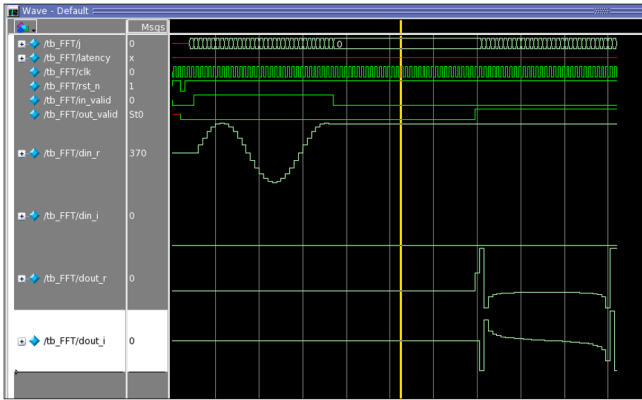 Wave - Default
Msgs
/tb_FFT/j 0 0
/tb_FFT/latency x
/tb_FFT/clk 0
/tb_FFT/rst_n 1
/tb_FFT/in_valid 0
/tb_FFT/out_valid St0
/tb_FFT/din_r 370
/tb_FFT/din_i 0
/tb_FFT/dout_r 0
/tb_FFT/dout_i 0